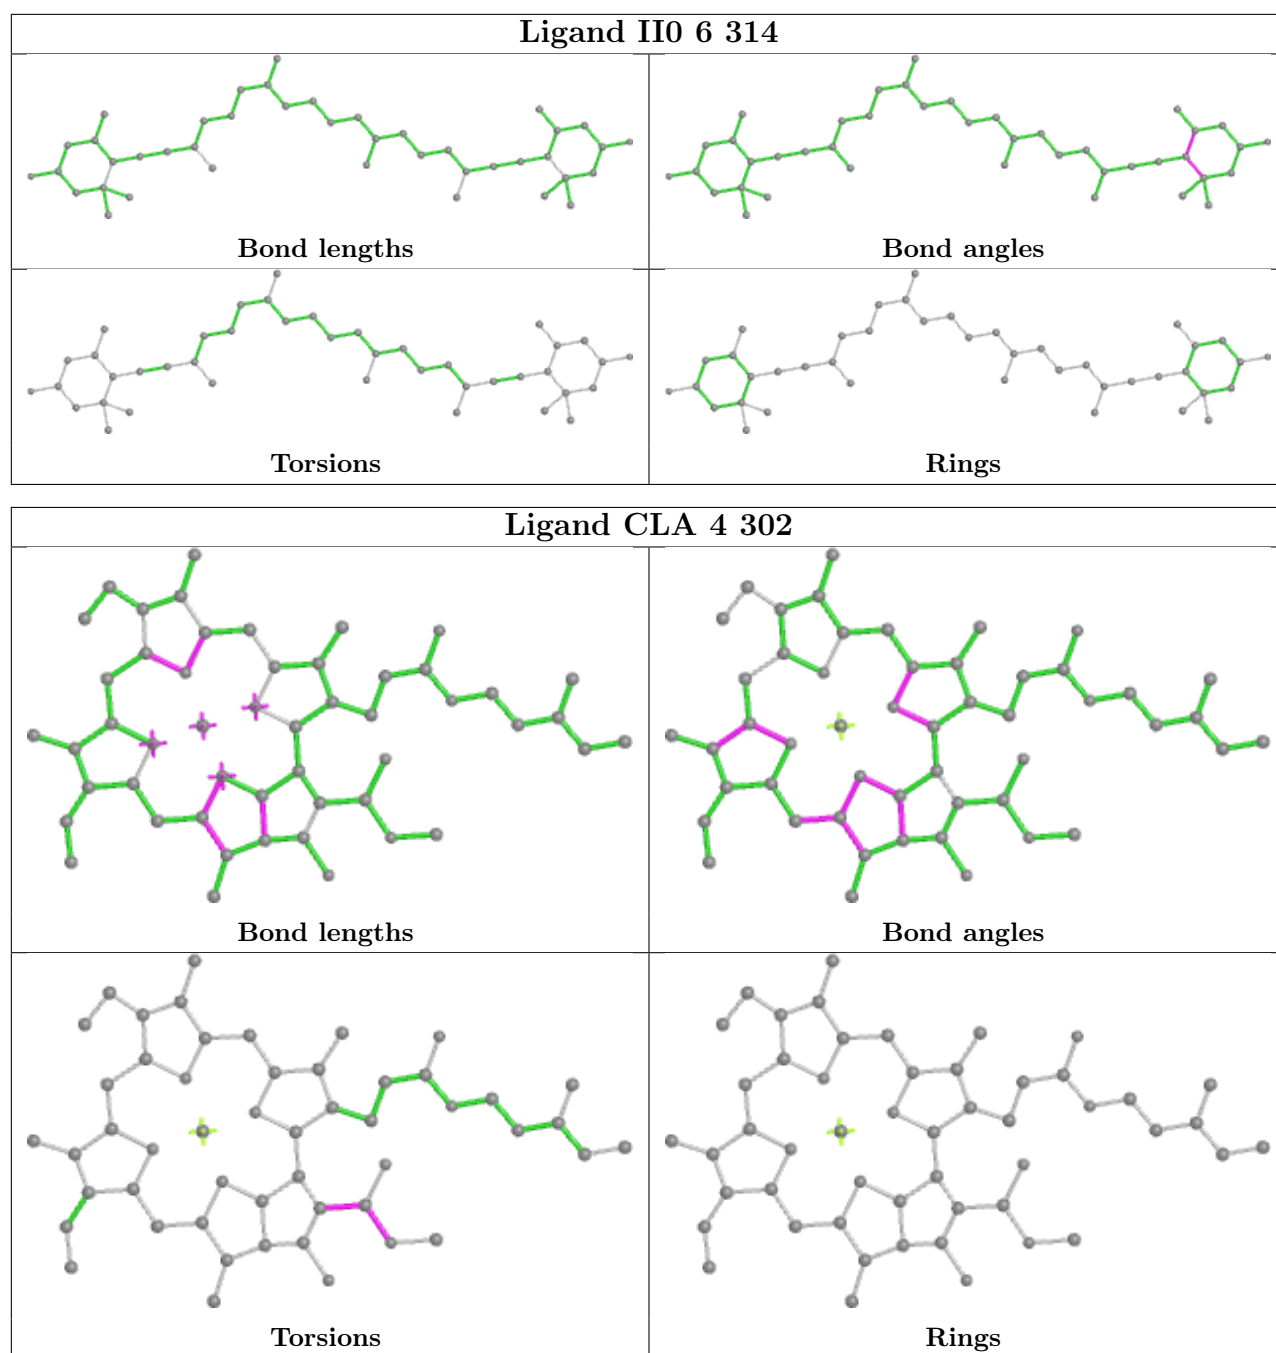 Ligand II0 6 314
Bond lengths
Bond angles
Torsions
Rings
Ligand CLA 4 302
Bond lengths
Bond angles
Torsions
Rings